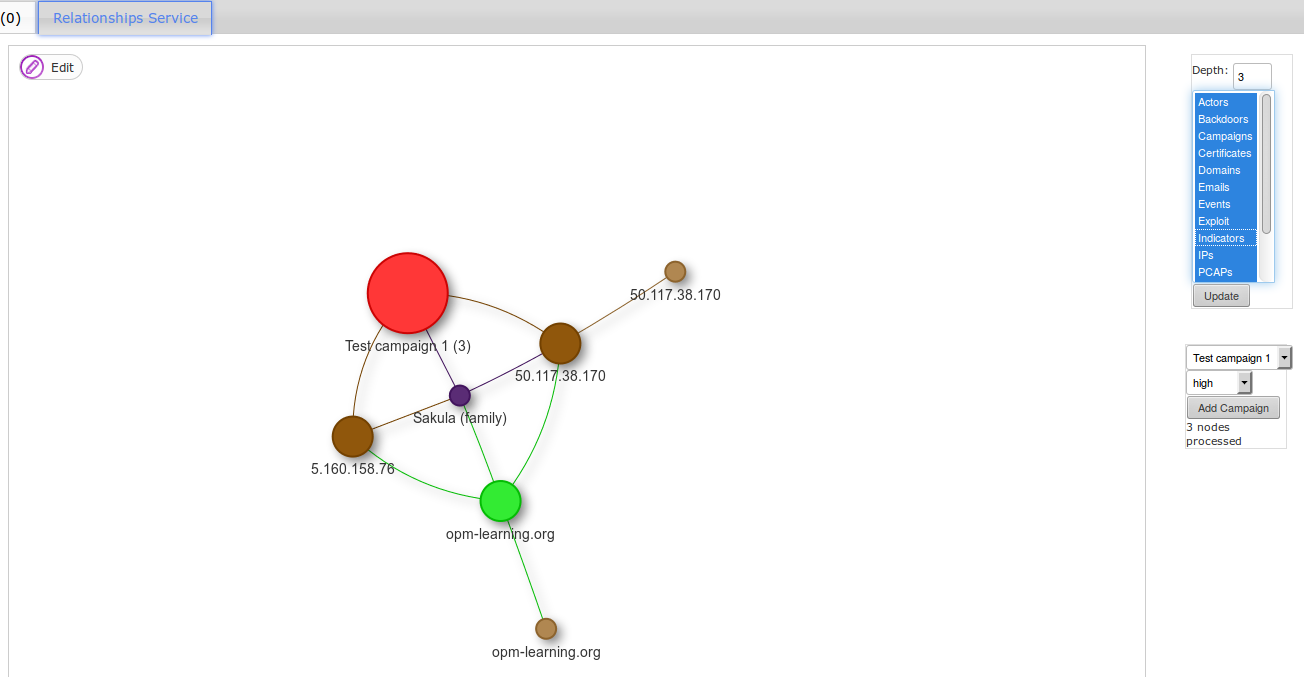 (0)
Relationships Service
Edit
Depth: 3
Actors
Backdoors
Campaigns
Certificates
Domains
Emails
Events
Exploit
Indicators
IPs
PCAPs
Update
50.117.38.170
Test campaign 1 (3)
50.117.38.170
Sakula (family)
5.160.158.76
opm-learning.org
opm-learning.org
Test campaign 1
high
Add Campaign
3 nodes
processed